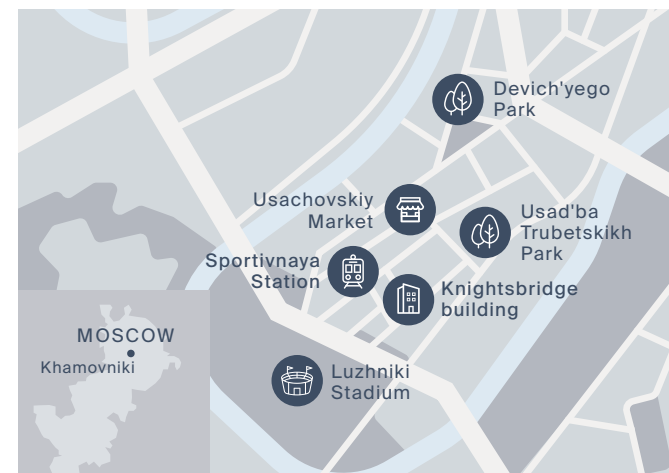 Devich'yego
Park
Usachovskiy
Market
Usad'ba
Trubetskikh
Park
Sportivnaya
Station
Knightsbridge
building
MOSCOW
Khamovniki
Luzhniki
Stadium